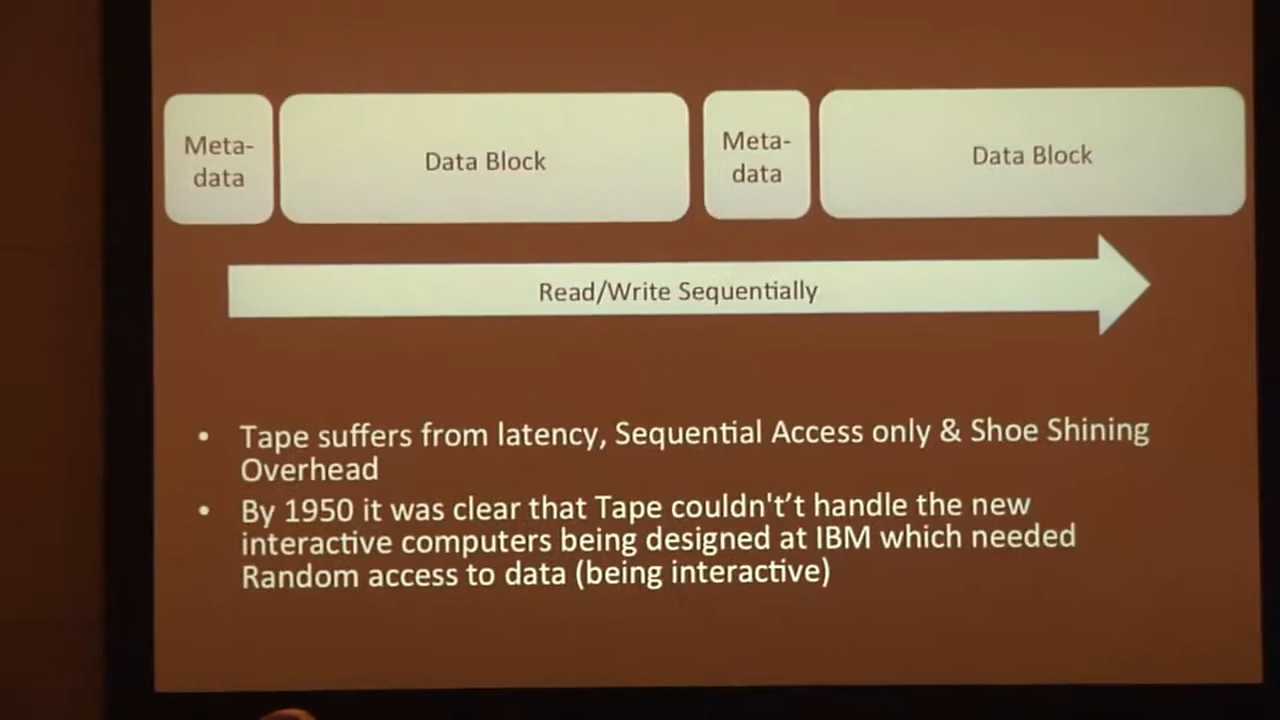 Meta-
data
Data Block
Meta-
data
Data Block
Read/Write Sequentially
• Tape suffers from latency, Sequential Access only & Shoe Shining
Overhead
• By 1950 it was clear that Tape couldn't’t handle the new
interactive computers being designed at IBM which needed
Random access to data (being interactive)